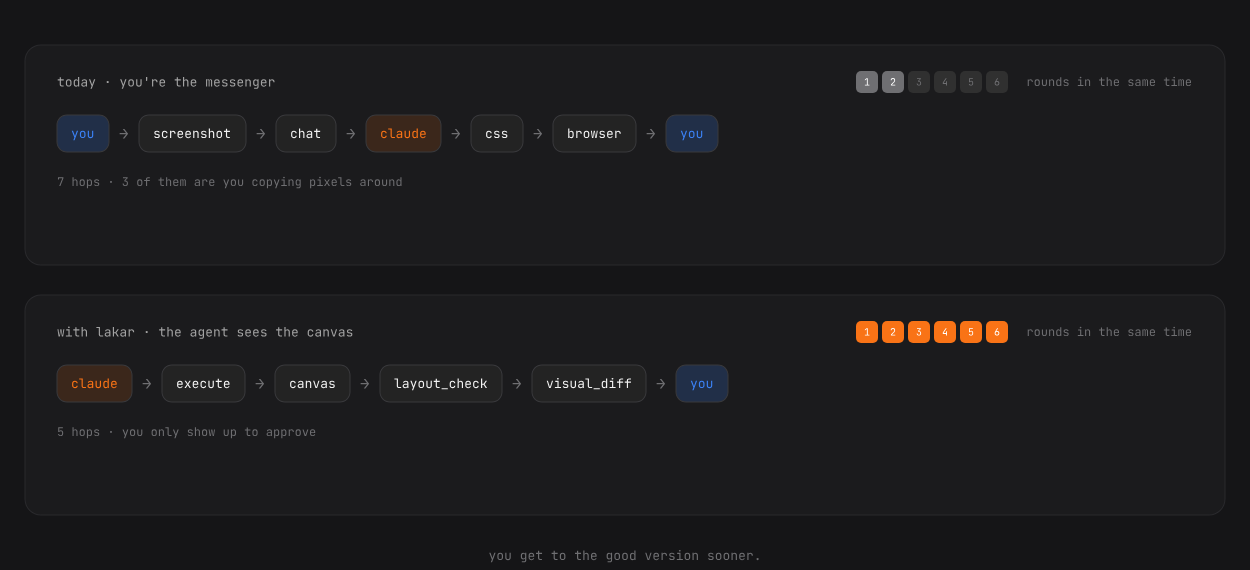 today · you're the messenger
1 2 3 4 5 6 rounds in the same time
you → screenshot → chat → claude → css → browser → you
7 hops · 3 of them are you copying pixels around
with lakar · the agent sees the canvas
1 2 3 4 5 6 rounds in the same time
claude → execute → canvas → layout_check → visual_diff → you
5 hops · you only show up to approve
you get to the good version sooner.